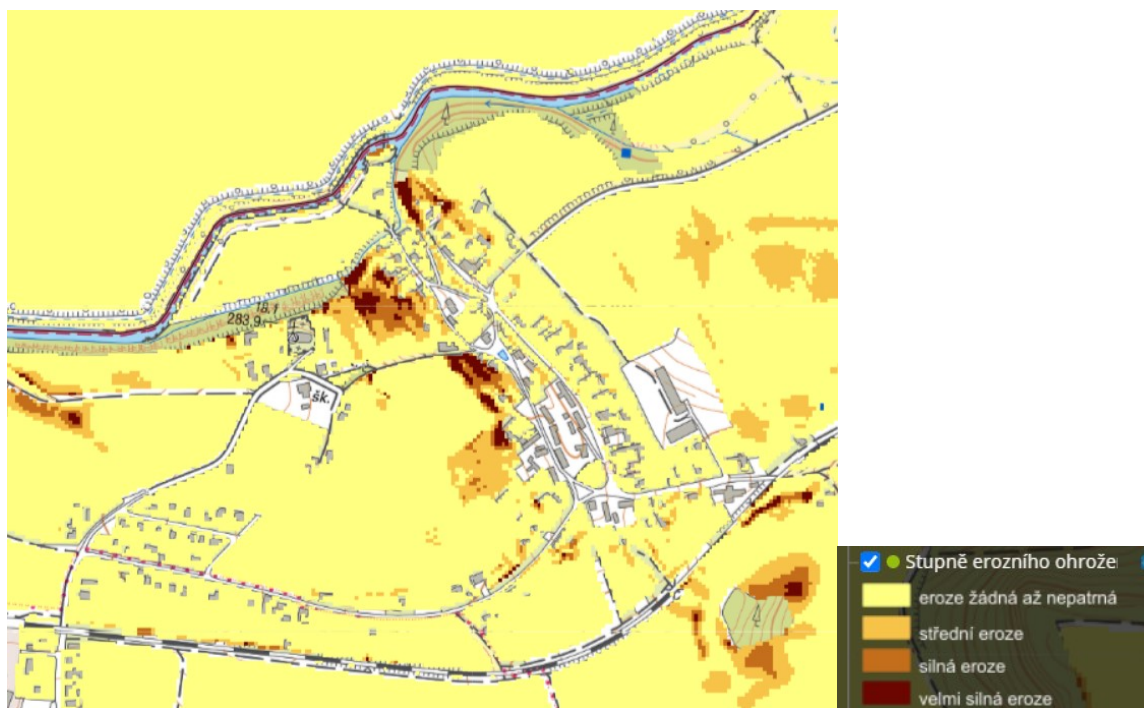 18,1
283,9
šk.
Stupně erozního ohrože
eroze žádná až nepatrná
střední eroze
silná eroze
velmi silná eroze